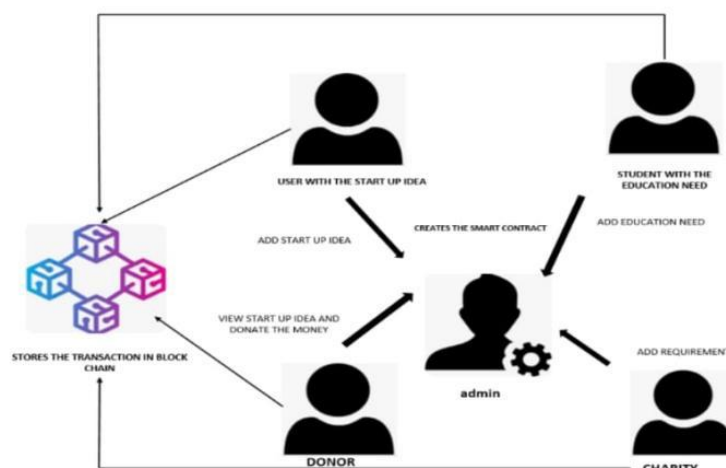 USER WITH THE START UP IDEA
STUDENT WITH THE
EDUCATION NEED
ADD START UP IDEA
CREATES THE SMART CONTRACT
ADD EDUCATION NEED
VIEW START UP IDEA AND
DONATE THE MONEY
STORES THE TRANSACTION IN BLOCK
CHAIN
ADD REQUIREMENT
admin
DONOR
CHARITY